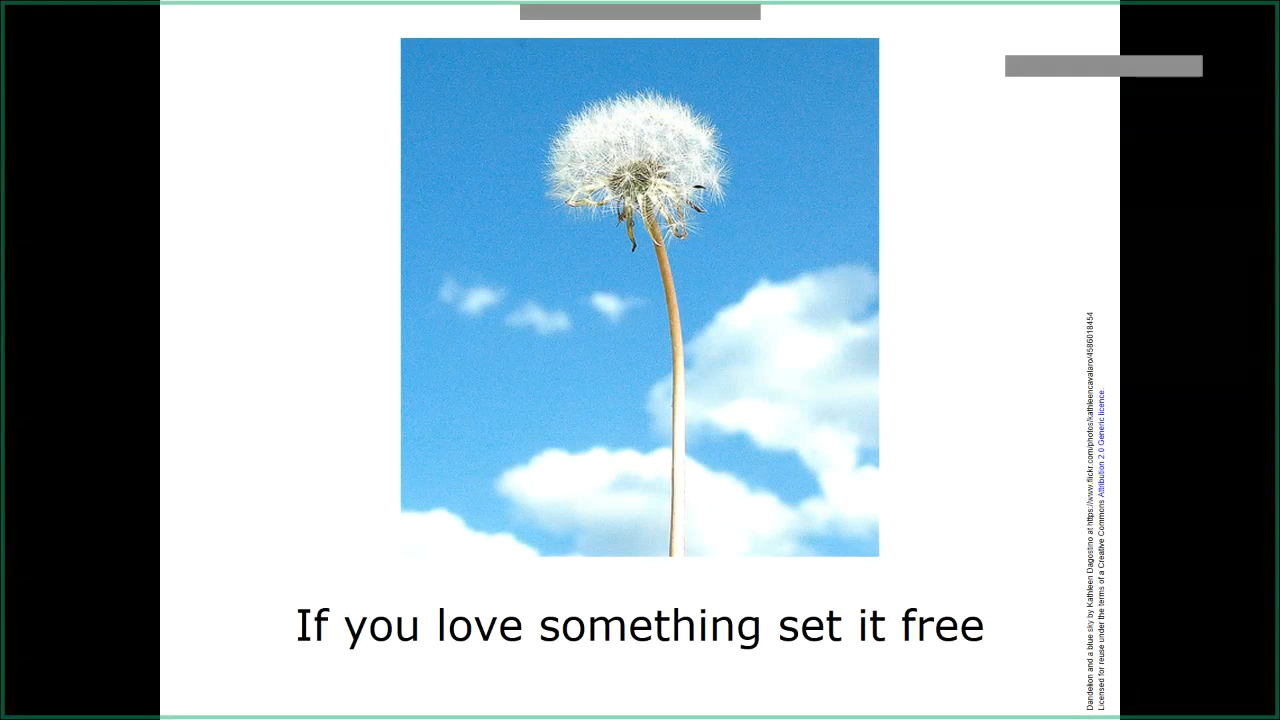 If you love something set it free
Dandelion and a blue sky by Kathleen Dagostino at https://www.flickr.com/photos/kathleencavalaro/4586018454
Licensed for reuse under the terms of a Creative Commons Attribution 2.0 Generic licence.